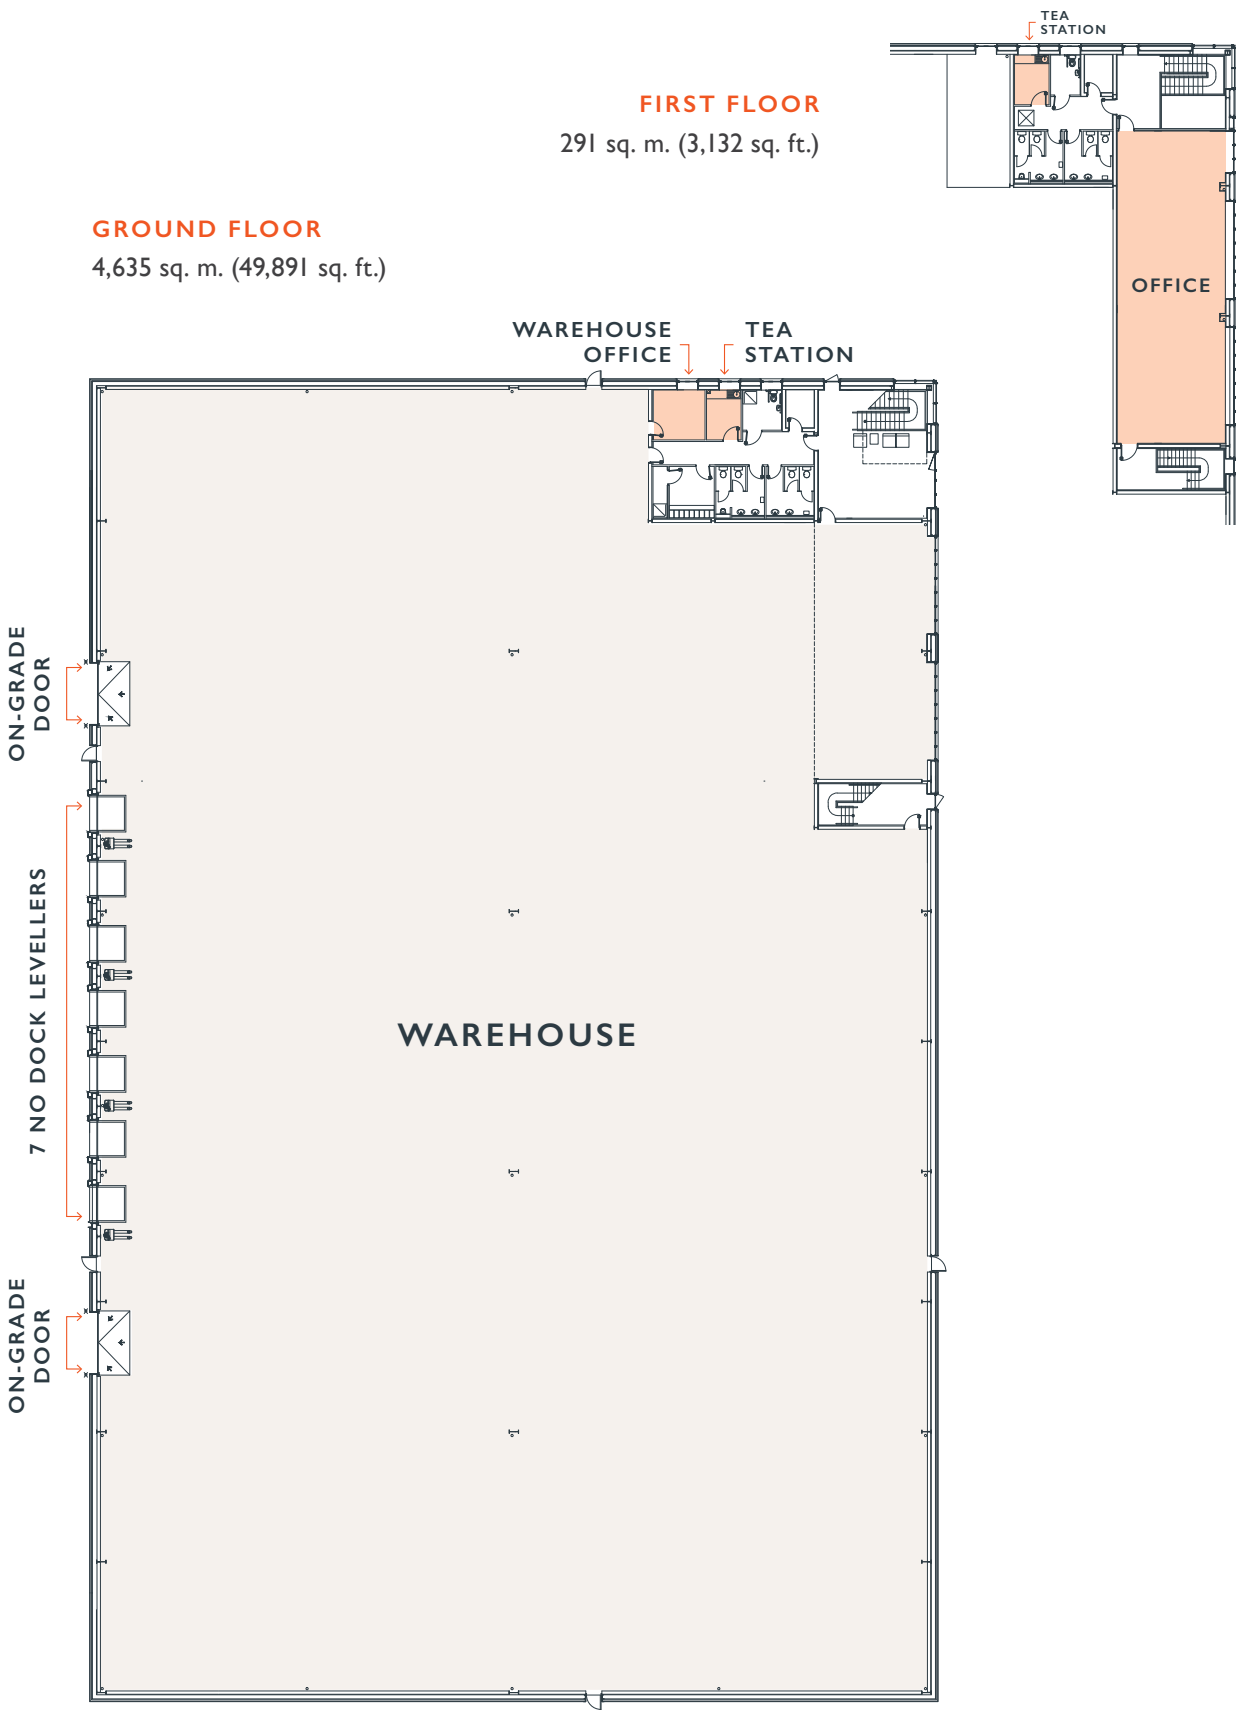 TEA
STATION
FIRST FLOOR
291 sq. m. (3,132 sq. ft.)
OFFICE
GROUND FLOOR
4,635 sq. m. (49,891 sq. ft.)
WAREHOUSE
OFFICE
TEA
STATION
ON-GRADE
DOOR
7 NO DOCK LEVELLERS
WAREHOUSE
ON-GRADE
DOOR